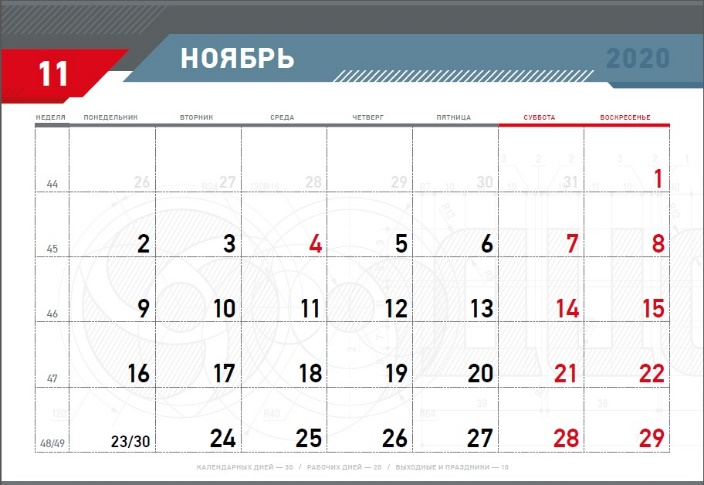 11
НОЯБРЬ
2020
НЕДЕЛЯ ПОНЕДЕЛЬНИК ВТОРНИК СРЕДА ЧЕТВЕРГ ПЯТНИЦА СУББОТА ВОСКРЕСЕНЬЕ
44 26 27 28 29 30 31 1
45 2 3 4 5 6 7 8
46 9 10 11 12 13 14 15
47 16 17 18 19 20 21 22
48/49 23/30 24 25 26 27 28 29
КАЛЕНДАРНЫХ ДНЕЙ — 30 / РАБОЧИХ ДНЕЙ — 20 / ВЫХОДНЫЕ И ПРАЗДНИКИ — 10